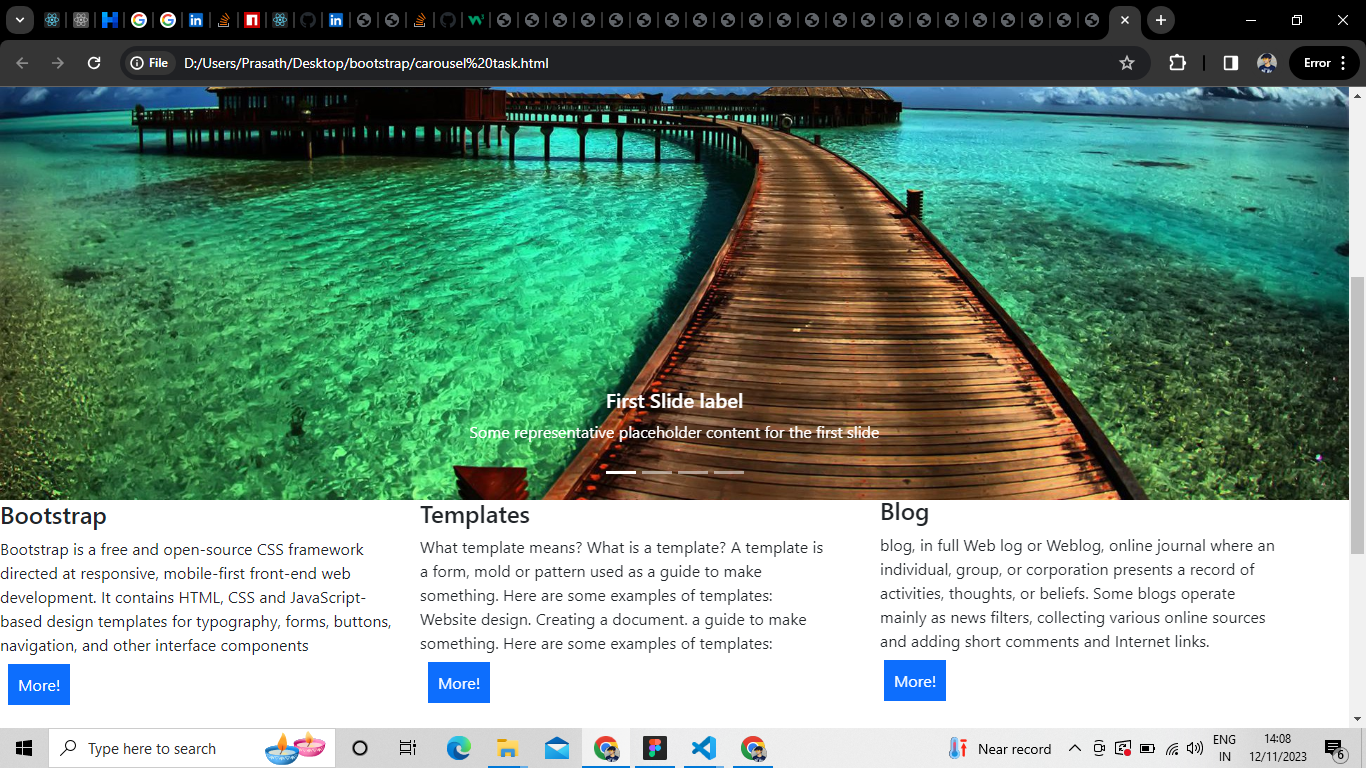 File
D:/Users/Prasath/Desktop/bootstrap/carousel%20task.html
Error
First Slide label
Some representative placeholder content for the first slide
Bootstrap
Bootstrap is a free and open-source CSS framework
directed at responsive, mobile-first front-end web
development. It contains HTML, CSS and JavaScript-
based design templates for typography, forms, buttons,
navigation, and other interface components
More!
Templates
What template means? What is a template? A template is
a form, mold or pattern used as a guide to make
something. Here are some examples of templates:
Website design. Creating a document. a guide to make
something. Here are some examples of templates:
More!
Blog
blog, in full Web log or Weblog, online journal where an
individual, group, or corporation presents a record of
activities, thoughts, or beliefs. Some blogs operate
mainly as news filters, collecting various online sources
and adding short comments and Internet links.
More!
Type here to search
Near record
ENG
IN
14:08
12/11/2023
6